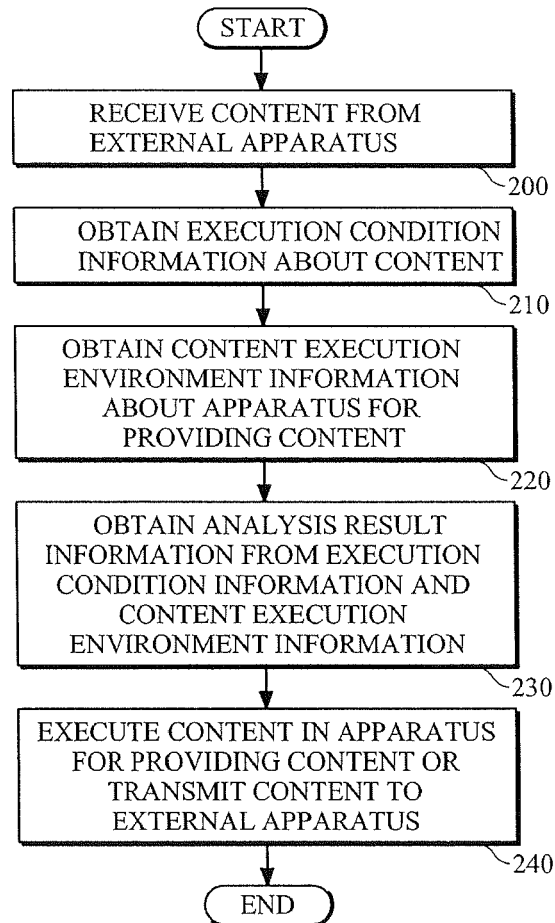 START
RECEIVE CONTENT FROM
EXTERNAL APPARATUS
200
OBTAIN EXECUTION CONDITION
INFORMATION ABOUT CONTENT
210
OBTAIN CONTENT EXECUTION
ENVIRONMENT INFORMATION
ABOUT APPARATUS FOR
PROVIDING CONTENT
220
OBTAIN ANALYSIS RESULT
INFORMATION FROM EXECUTION
CONDITION INFORMATION AND
CONTENT EXECUTION
ENVIRONMENT INFORMATION
230
EXECUTE CONTENT IN APPARATUS
FOR PROVIDING CONTENT OR
TRANSMIT CONTENT TO
EXTERNAL APPARATUS
240
END